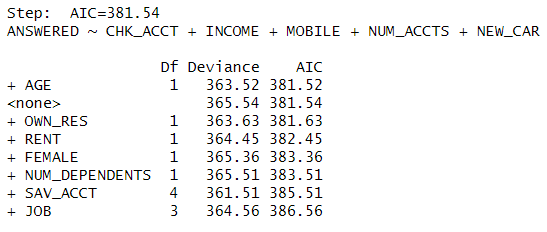 Step:  AIC=381.54
ANSWERED ~ CHK_ACCT + INCOME + MOBILE + NUM_ACCTS + NEW_CAR
Df Deviance    AIC
+ AGE             1   363.52 381.52
<none>                365.54 381.54
+ OWN_RES         1   363.63 381.63
+ RENT            1   364.45 382.45
+ FEMALE          1   365.36 383.36
+ NUM_DEPENDENTS  1   365.51 383.51
+ SAV_ACCT        4   361.51 385.51
+ JOB             3   364.56 386.56